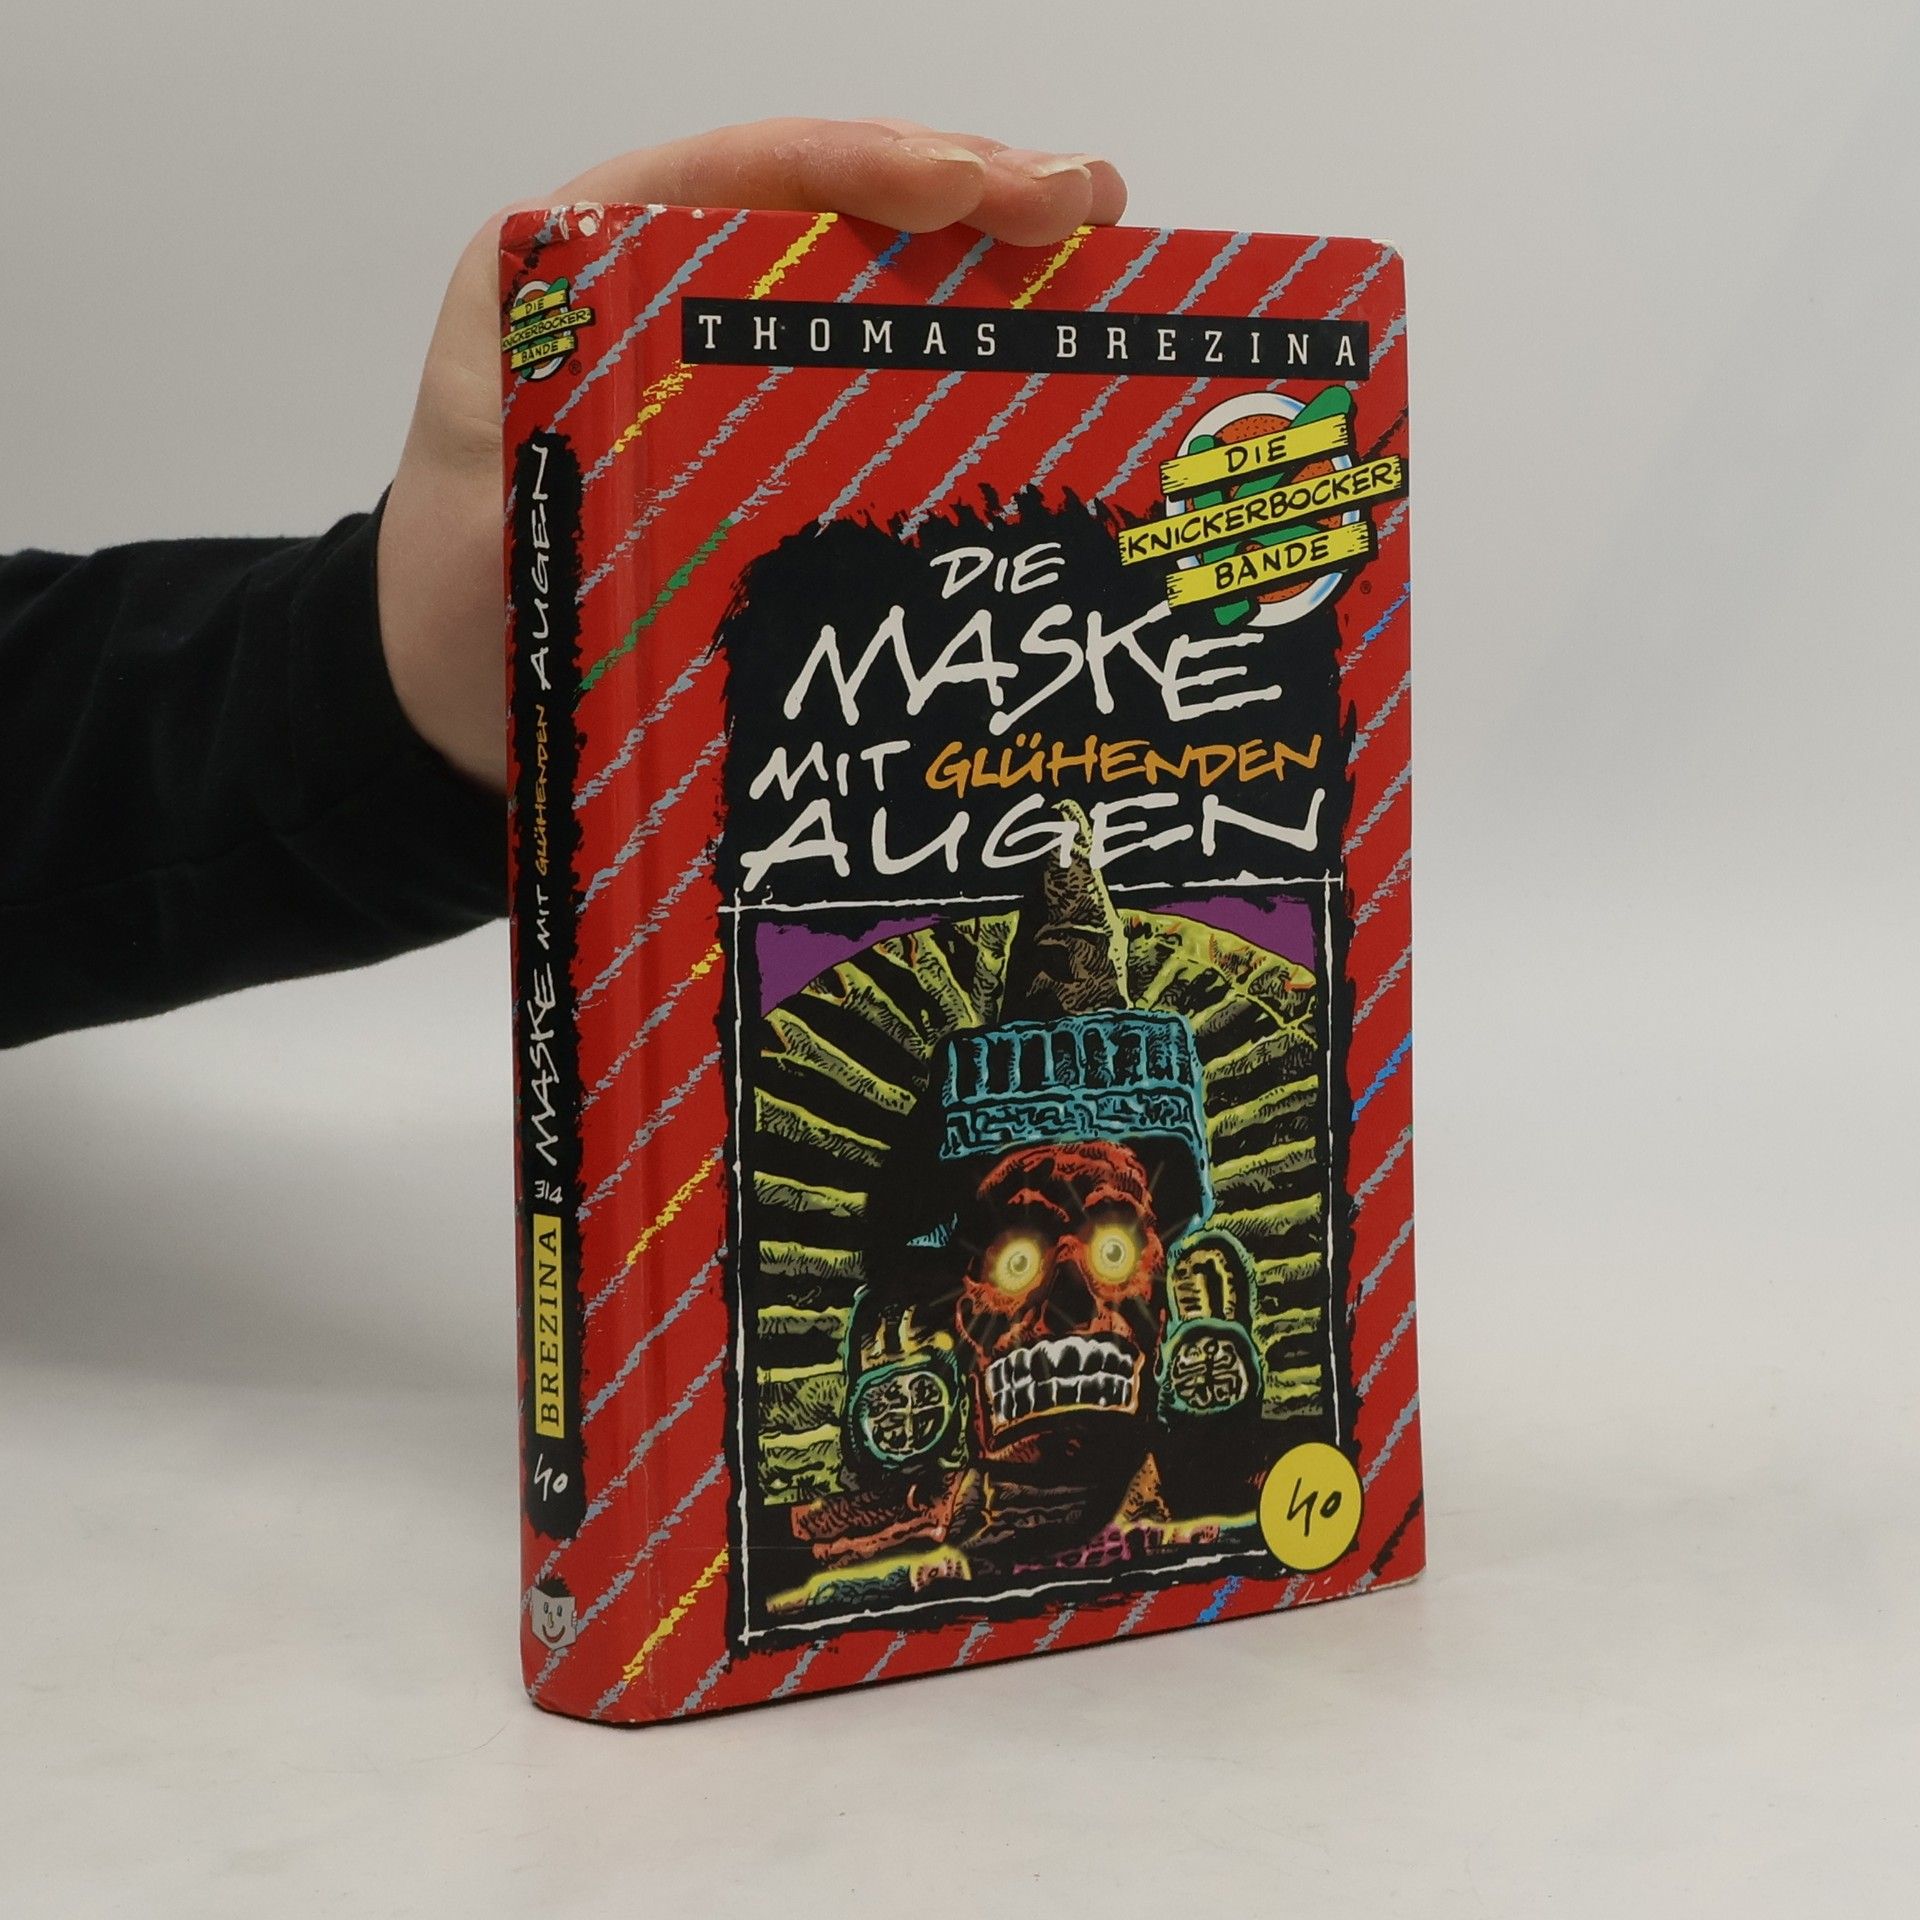 THOMAS BREZINA
DIE
KNICKERBOCKER
BANDE
®
DIE
MASKE
MIT GLÜHENDEN
AUGEN
40
DIE
KNICKERBOCKER
BANDE
®
MASKE MIT GLÜHENDEN AUGEN
314
BREZINA
40